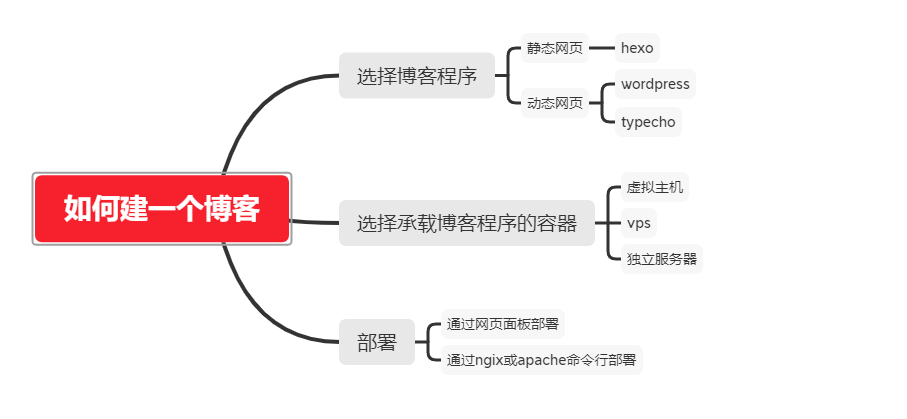 如何建一个博客
选择博客程序
静态网页
hexo
动态网页
wordpress
typecho
选择承载博客程序的容器
虚拟主机
vps
独立服务器
部署
通过网页面板部署
通过ngix或apache命令行部署